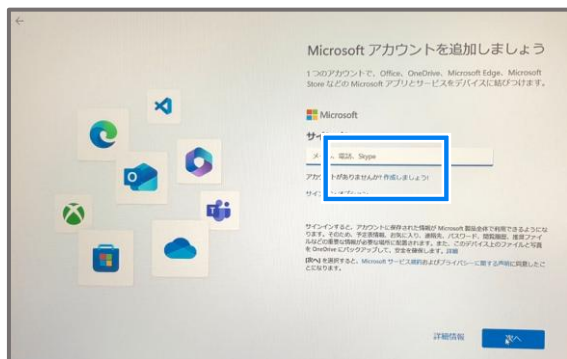 Microsoft アカウントを追加しましょう
1つのアカウントで、Office、OneDrive、Microsoft Edge、Microsoft
Store などの Microsoft アプリとサービスをデバイスに結びつけます。
Microsoft
サ
電話、Skype
アカ トがありませんか? 作成しましょう!
サイ
サインインすると、アカウントに保存された情報が Microsoft 製品全体で利用できるようにな
ります。そのため、予定表情報、お気に入り、連絡先、パスワード、閲覧履歴、推奨ファイ
ルなどの重要な情報が必要な場所に配置されます。また、このデバイス上のファイルと写真
を OneDrive にバックアップして、安全を確保します。詳細
[次へ] を選択すると、Microsoft サービス規約およびプライバシーに関する声明に同意したこ
とになります。
詳細情報
次へ